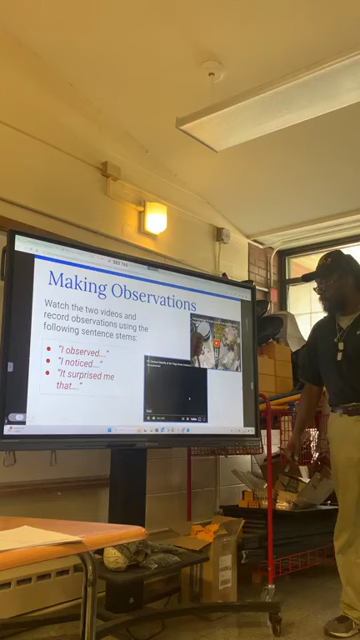 Making Observations
Watch the two videos and
record observations using the
following sentence stems:
● "I observed...."
● "I noticed....."
● "It surprised me
that...."